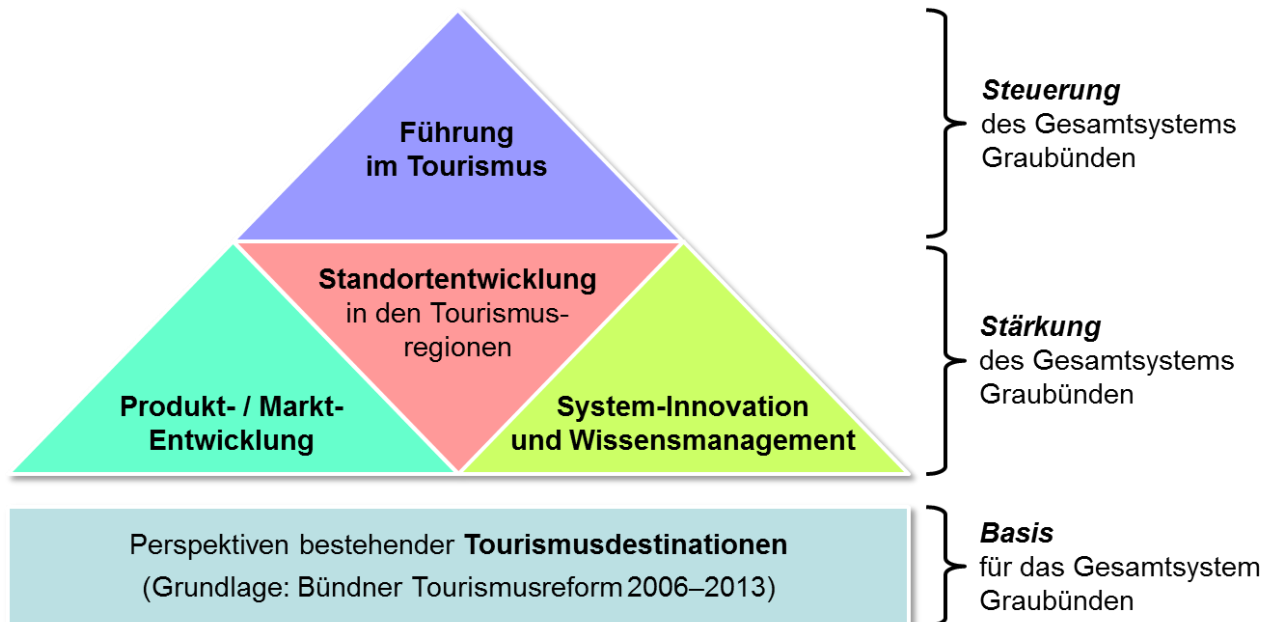 Führung
im Tourismus
Steuerung
des Gesamtsystems
Graubünden
Standortentwicklung
in den Tourismus-
regionen
Produkt- / Markt-
Entwicklung
System-Innovation
und Wissensmanagement
Stärkung
des Gesamtsystems
Graubünden
Perspektiven bestehender Tourismusdestinationen
(Grundlage: Bündner Tourismusreform 2006–2013)
Basis
für das Gesamtsystem
Graubünden